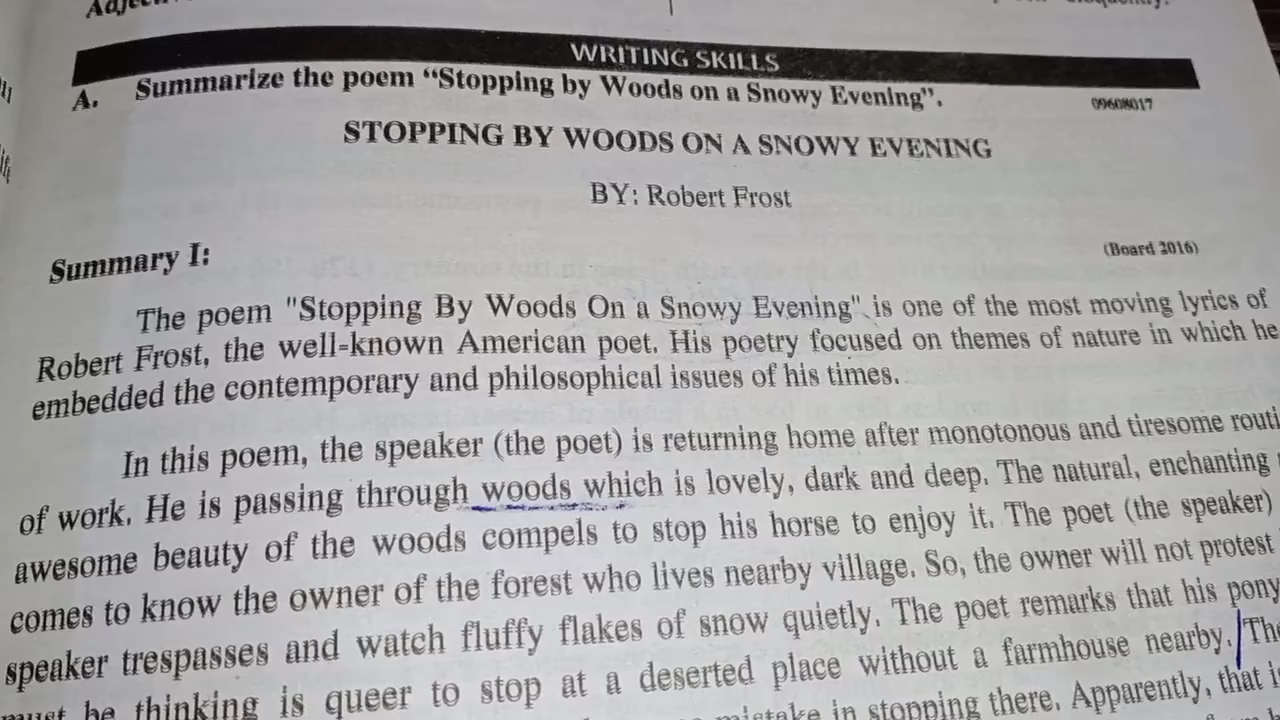 WRITING SKILLS
A. Summarize the poem “Stopping by Woods on a Snowy Evening”. 09608017
STOPPING BY WOODS ON A SNOWY EVENING
BY: Robert Frost
Summary I: (Board 2016)
The poem "Stopping By Woods On a Snowy Evening" is one of the most moving lyrics of
Robert Frost, the well-known American poet. His poetry focused on themes of nature in which he
embedded the contemporary and philosophical issues of his times.
In this poem, the speaker (the poet) is returning home after monotonous and tiresome routi
of work. He is passing through woods which is lovely, dark and deep. The natural, enchanting
awesome beauty of the woods compels to stop his horse to enjoy it. The poet (the speaker)
comes to know the owner of the forest who lives nearby village. So, the owner will not protest
speaker trespasses and watch fluffy flakes of snow quietly. The poet remarks that his pony
must be thinking is queer to stop at a deserted place without a farmhouse nearby. The
mistake in stopping there. Apparently, that i